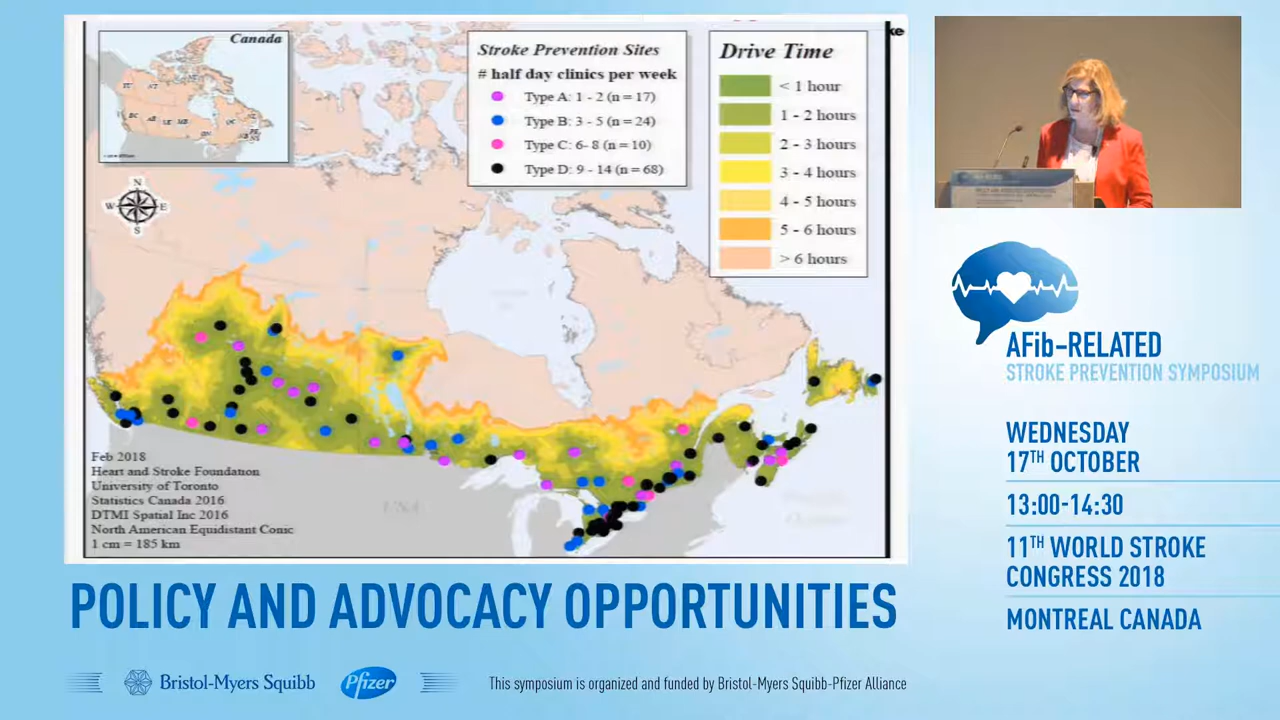 Canada
Stroke Prevention Sites
# half day clinics per week
Type A: 1 - 2 (n = 17)
Type B: 3 - 5 (n = 24)
Type C: 6- 8 (n = 10)
Type D: 9 - 14 (n = 68)
Drive Time
< 1 hour
1 - 2 hours
2 - 3 hours
3 - 4 hours
4 - 5 hours
5 - 6 hours
> 6 hours
ke
N
W E
S
Feb 2018
Heart and Stroke Foundation
University of Toronto
Statistics Canada 2016
DTMI Spatial Inc 2016
North American Equidistant Conic
1 cm = 185 km
USA
POLICY AND ADVOCACY OPPORTUNITIES
Bristol-Myers Squibb
Pfizer
This symposium is organized and funded by Bristol-Myers Squibb-Pfizer Alliance
AFib-RELATED
STROKE PREVENTION SYMPOSIUM
WEDNESDAY
17TH OCTOBER
13:00-14:30
11TH WORLD STROKE
CONGRESS 2018
MONTREAL CANADA